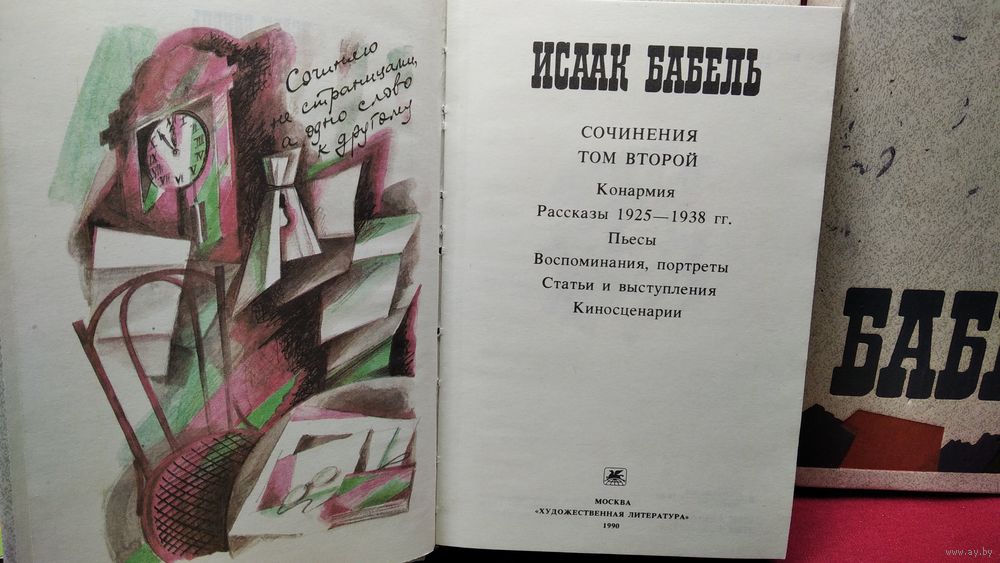 Сочиняю
не страницами,
а одно слово
к другому
ИСААК БАБЕЛЬ
СОЧИНЕНИЯ
ТОМ ВТОРОЙ
Конармия
Рассказы 1925—1938 гг.
Пьесы
Воспоминания, портреты
Статьи и выступления
Киносценарии
МОСКВА
«ХУДОЖЕСТВЕННАЯ ЛИТЕРАТУРА»
1990
БАБЕ
www.ay.by